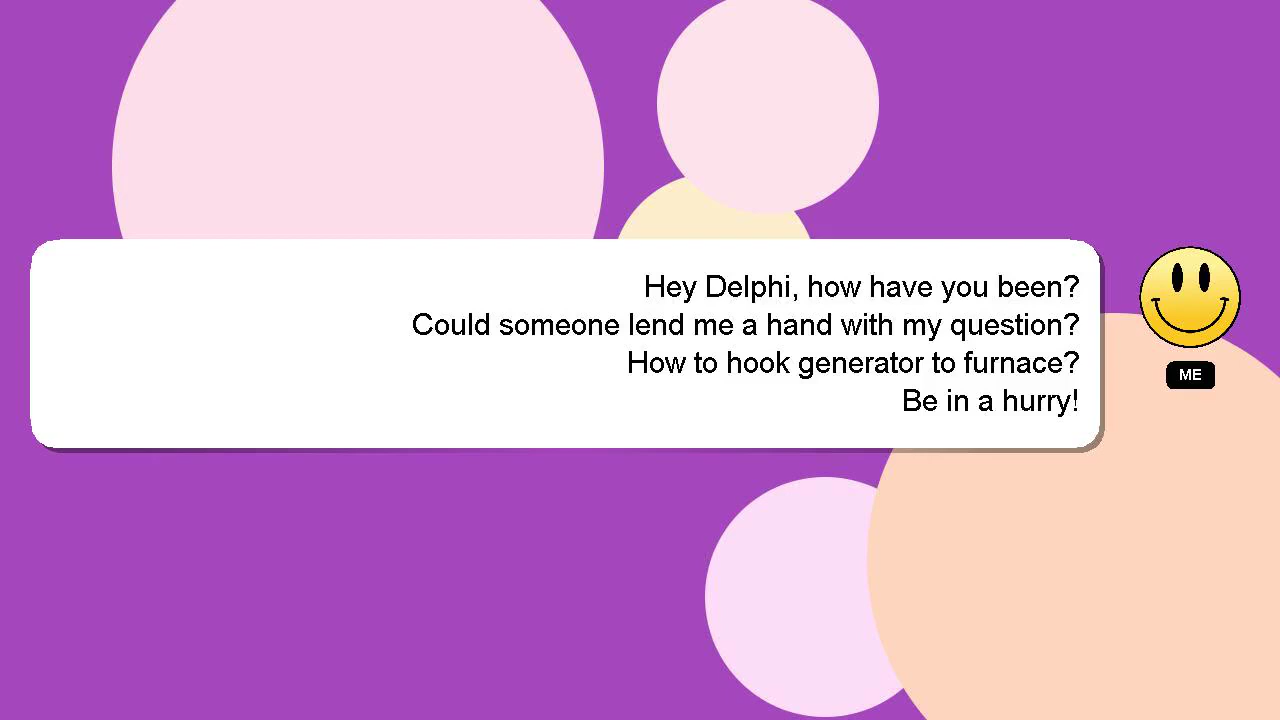 Hey Delphi, how have you been?
Could someone lend me a hand with my question?
How to hook generator to furnace?
Be in a hurry!
ME